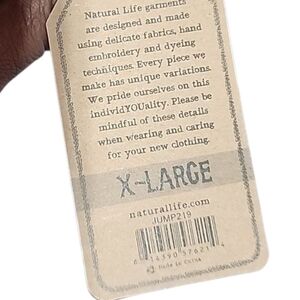 Natural Life garments
are designed and made
using delicate fabrics, hand
embroidery and dyeing
techniques. Every piece we
make has unique variations.
We pride ourselves on this
individYOUality. Please be
mindful of these details
when wearing and caring
for your new clothing.
X-LARGE
naturallife.com
JUMP219
Made in China